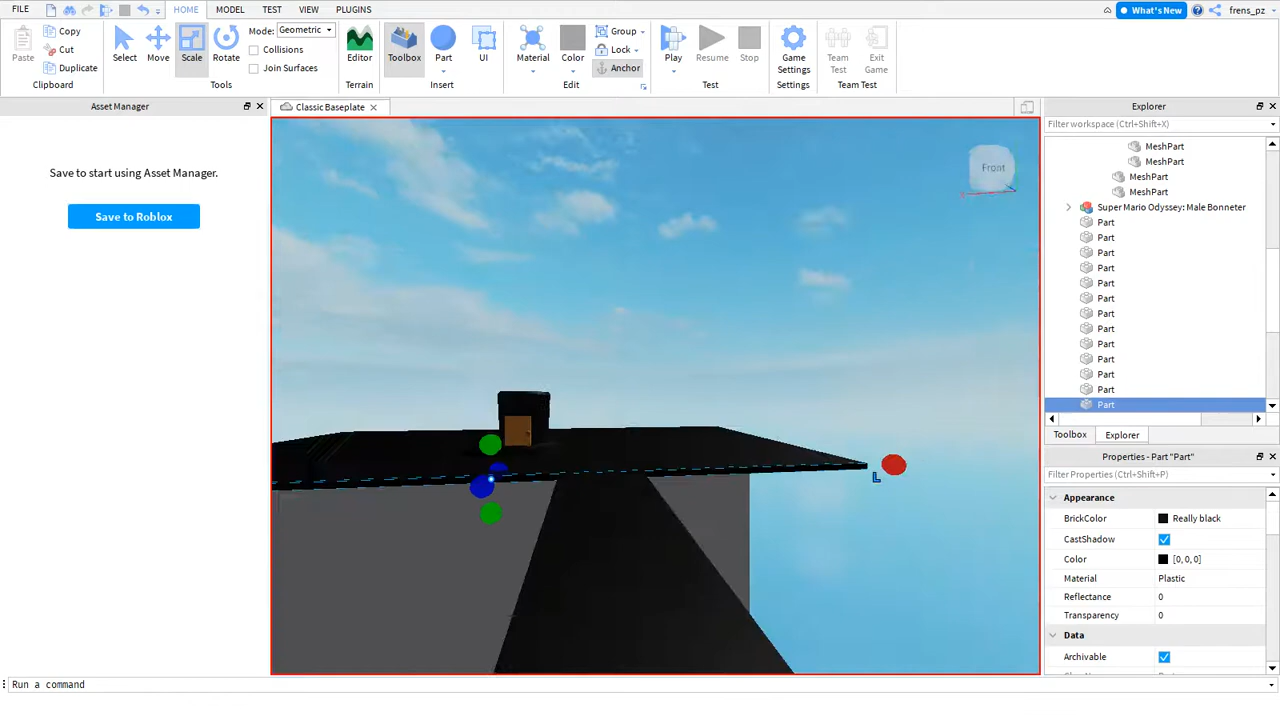 FILE HOME MODEL TEST VIEW PLUGINS What's New frens_pz
Paste Copy Cut Duplicate Clipboard
Select Move Scale Rotate Mode: Geometric Collisions Join Surfaces Tools
Editor Terrain
Toolbox Part UI Insert
Material Color Group Lock Anchor Edit
Play Resume Stop Test
Game Settings Settings
Team Test Exit Game Team Test
Asset Manager
Save to start using Asset Manager.
Save to Roblox
Classic Baseplate
Front
L
Explorer
Filter workspace (Ctrl+Shift+X)
MeshPart
MeshPart
MeshPart
MeshPart
Super Mario Odyssey: Male Bonneter
Part
Part
Part
Part
Part
Part
Part
Part
Part
Part
Part
Part
Part
Toolbox Explorer
Properties - Part "Part"
Filter Properties (Ctrl+Shift+P)
Appearance
BrickColor Really black
CastShadow
Color [0, 0, 0]
Material Plastic
Reflectance 0
Transparency 0
Data
Archivable
Run a command